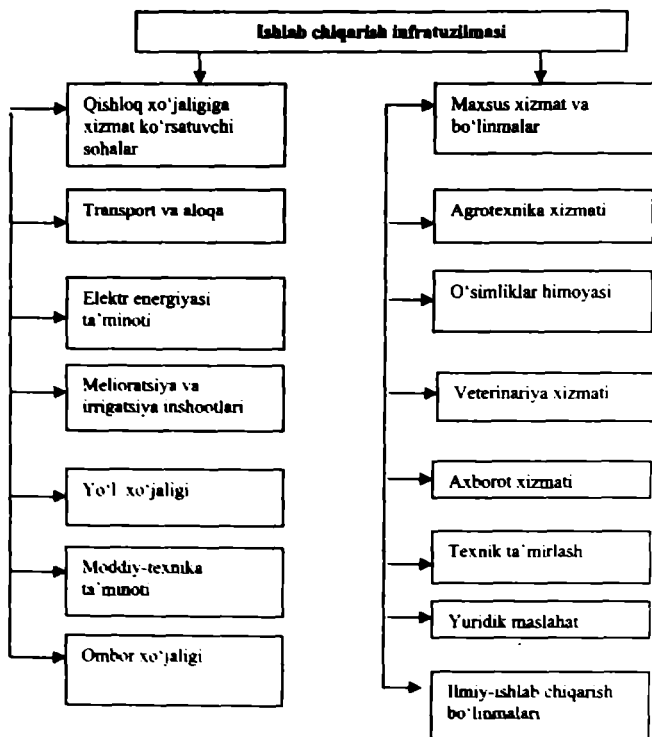 Ishlab chiqarish infratuzilmasi
Qishloq xo‘jaligiga
xizmat ko‘rsatuvchi
sohalar
Transport va aloqa
Elektr energiyasi
ta’minoti
Melioratsiya va
irrigatsiya inshootlari
Yo‘l xo‘jaligi
Moddiy-texnika
ta’minoti
Ombor xo‘jaligi
Maxsus xizmat va
bo‘linmalar
Agrotexnika xizmati
O‘simliklar himoyasi
Veterinariya xizmati
Axborot xizmati
Texnik ta’mirlash
Yuridik maslahat
Ilmiy-ishlab chiqarish
bo‘linmalari